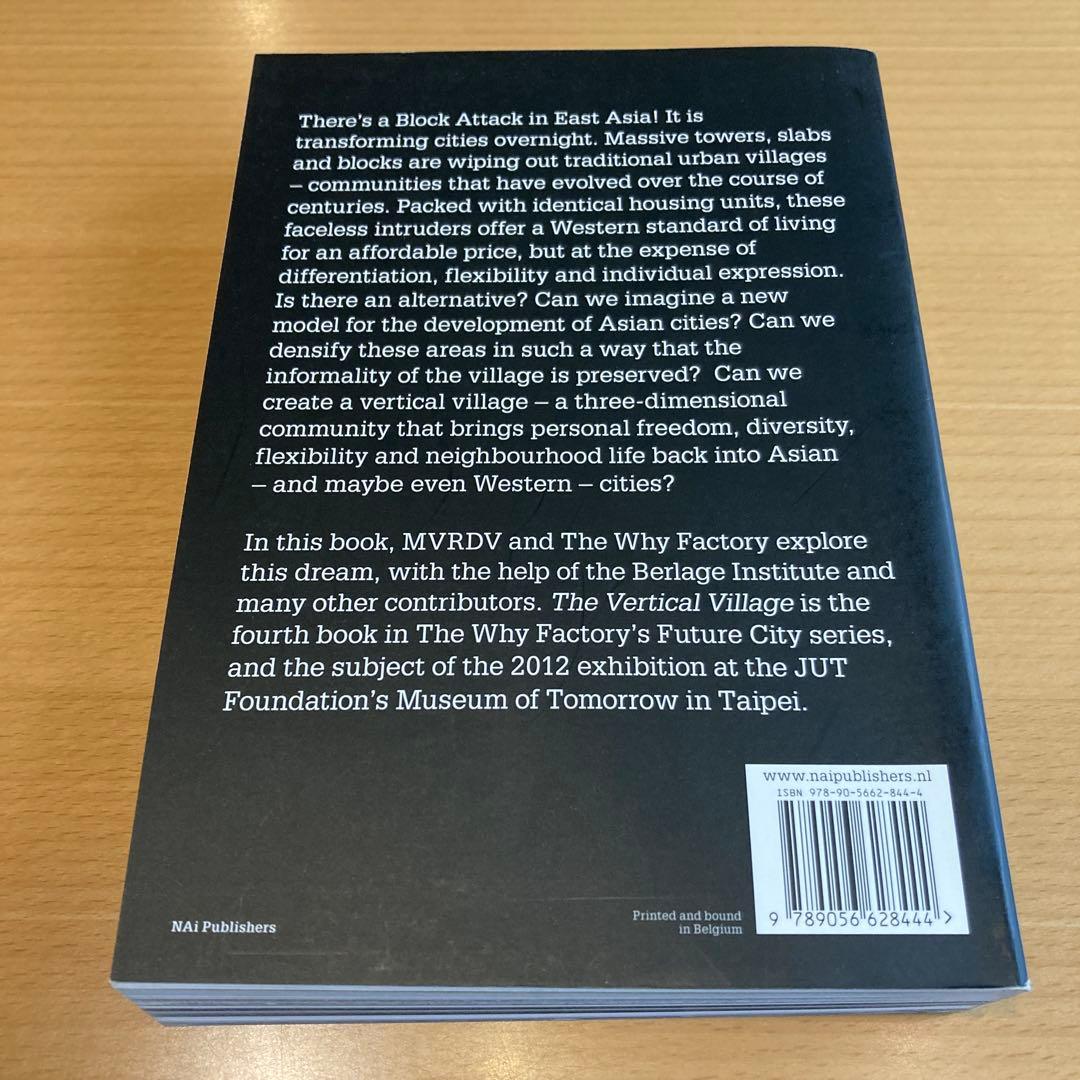 There's a Block Attack in East Asia! It is
transforming cities overnight. Massive towers, slabs
and blocks are wiping out traditional urban villages
– communities that have evolved over the course of
centuries. Packed with identical housing units, these
faceless intruders offer a Western standard of living
for an affordable price, but at the expense of
differentiation, flexibility and individual expression.
Is there an alternative? Can we imagine a new
model for the development of Asian cities? Can we
densify these areas in such a way that the
informality of the village is preserved?  Can we
create a vertical village – a three-dimensional
community that brings personal freedom, diversity,
flexibility and neighbourhood life back into Asian
– and maybe even Western – cities?
In this book, MVRDV and The Why Factory explore
this dream, with the help of the Berlage Institute and
many other contributors. The Vertical Village is the
fourth book in The Why Factory's Future City series,
and the subject of the 2012 exhibition at the JUT
Foundation's Museum of Tomorrow in Taipei.
www.naipublishers.nl
ISBN 978-90-5662-844-4
9 789056 628444 >
NAi Publishers
Printed and bound
in Belgium